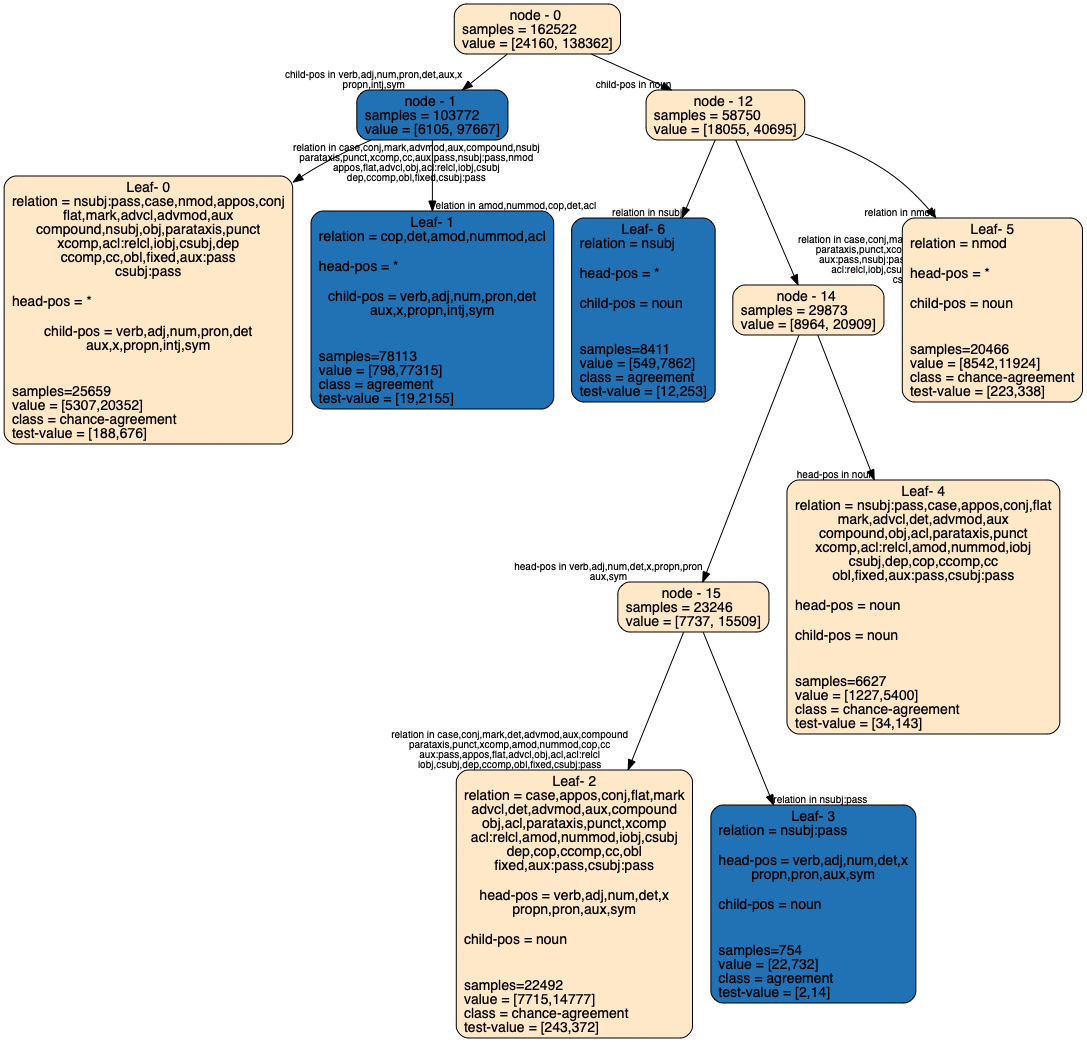 node - 0
samples = 162522
value = [24160, 138362]
child-pos in verb,adj,num,pron,det,aux,x
propn,intj,sym
child-pos in noun
node - 1
samples = 103772
value = [6105, 97667]
node - 12
samples = 58750
value = [18055, 40695]
relation in case,conj,mark,advmod,aux,compound,nsubj
parataxis,punct,xcomp,cc,aux:pass,nsubj:pass,nmod
appos,flat,advcl,obj,acl:relcl,iobj,csubj
dep,ccomp,obl,fixed,csubj:pass
Leaf- 0
relation = nsubj:pass,case,nmod,appos,conj
flat,mark,advcl,advmod,aux
compound,nsubj,obj,parataxis,punct
xcomp,acl:relcl,iobj,csubj,dep
ccomp,cc,obl,fixed,aux:pass
csubj:pass
head-pos = *
child-pos = verb,adj,num,pron,det
aux,x,propn,intj,sym
samples=25659
value = [5307,20352]
class = chance-agreement
test-value = [188,676]
relation in amod,nummod,cop,det,acl
Leaf- 1
relation = cop,det,amod,nummod,acl
head-pos = *
child-pos = verb,adj,num,pron,det
aux,x,propn,intj,sym
samples=78113
value = [798,77315]
class = agreement
test-value = [19,2155]
relation in nsubj
Leaf- 6
relation = nsubj
head-pos = *
child-pos = noun
samples=8411
value = [549,7862]
class = agreement
test-value = [12,253]
relation in case,conj,ma
parataxis,punct,xco
aux:pass,nsubj:pas
acl:relcl,iobj,csu
cs
node - 14
samples = 29873
value = [8964, 20909]
relation in nmod
Leaf- 5
relation = nmod
head-pos = *
child-pos = noun
samples=20466
value = [8542,11924]
class = chance-agreement
test-value = [223,338]
head-pos in noun
Leaf- 4
relation = nsubj:pass,case,appos,conj,flat
mark,advcl,det,advmod,aux
compound,obj,acl,parataxis,punct
xcomp,acl:relcl,amod,nummod,iobj
csubj,dep,cop,ccomp,cc
obl,fixed,aux:pass,csubj:pass
head-pos = noun
child-pos = noun
samples=6627
value = [1227,5400]
class = chance-agreement
test-value = [34,143]
head-pos in verb,adj,num,det,x,propn,pron
aux,sym
node - 15
samples = 23246
value = [7737, 15509]
relation in case,conj,mark,det,advmod,aux,compound
parataxis,punct,xcomp,amod,nummod,cop,cc
aux:pass,appos,flat,advcl,obj,acl,acl:relcl
iobj,csubj,dep,ccomp,obl,fixed,csubj:pass
Leaf- 2
relation = case,appos,conj,flat,mark
advcl,det,advmod,aux,compound
obj,acl,parataxis,punct,xcomp
acl:relcl,amod,nummod,iobj,csubj
dep,cop,ccomp,cc,obl
fixed,aux:pass,csubj:pass
head-pos = verb,adj,num,det,x
propn,pron,aux,sym
child-pos = noun
samples=22492
value = [7715,14777]
class = chance-agreement
test-value = [243,372]
relation in nsubj:pass
Leaf- 3
relation = nsubj:pass
head-pos = verb,adj,num,det,x
propn,pron,aux,sym
child-pos = noun
samples=754
value = [22,732]
class = agreement
test-value = [2,14]